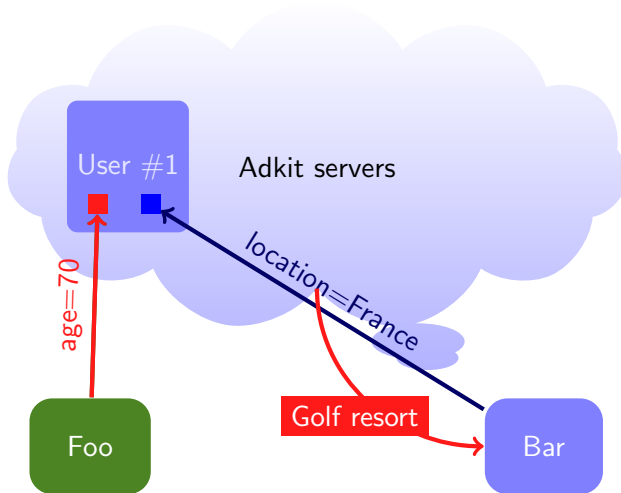 User #1
Adkit servers
location=France
age=70
Golf resort
Foo
Bar